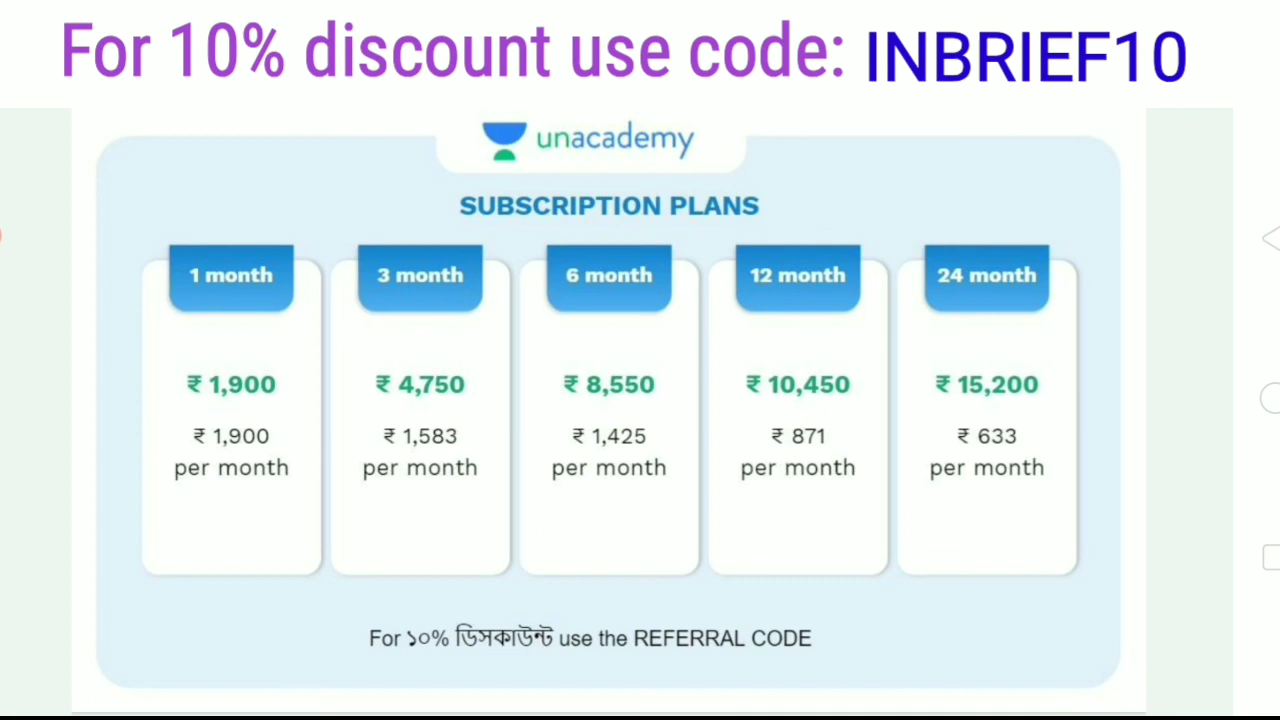 For 10% discount use code: INBRIEF10
unacademy
SUBSCRIPTION PLANS
1 month
₹ 1,900
₹ 1,900
per month
3 month
₹ 4,750
₹ 1,583
per month
6 month
₹ 8,550
₹ 1,425
per month
12 month
₹ 10,450
₹ 871
per month
24 month
₹ 15,200
₹ 633
per month
For ১০% ডিসকাউন্ট use the REFERRAL CODE